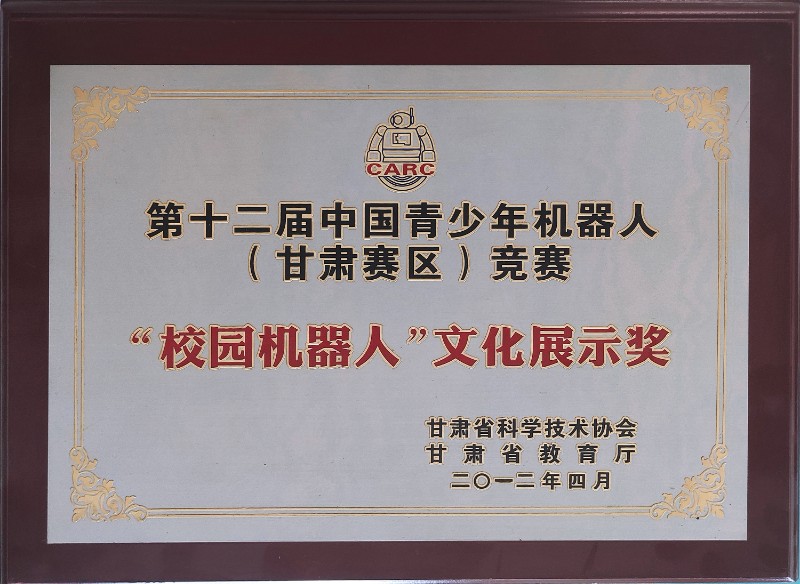 CARC
第十二届中国青少年机器人
（甘肃赛区）竞赛
“校园机器人”文化展示奖
甘肃省科学技术协会
甘肃省教育厅
二〇一二年四月